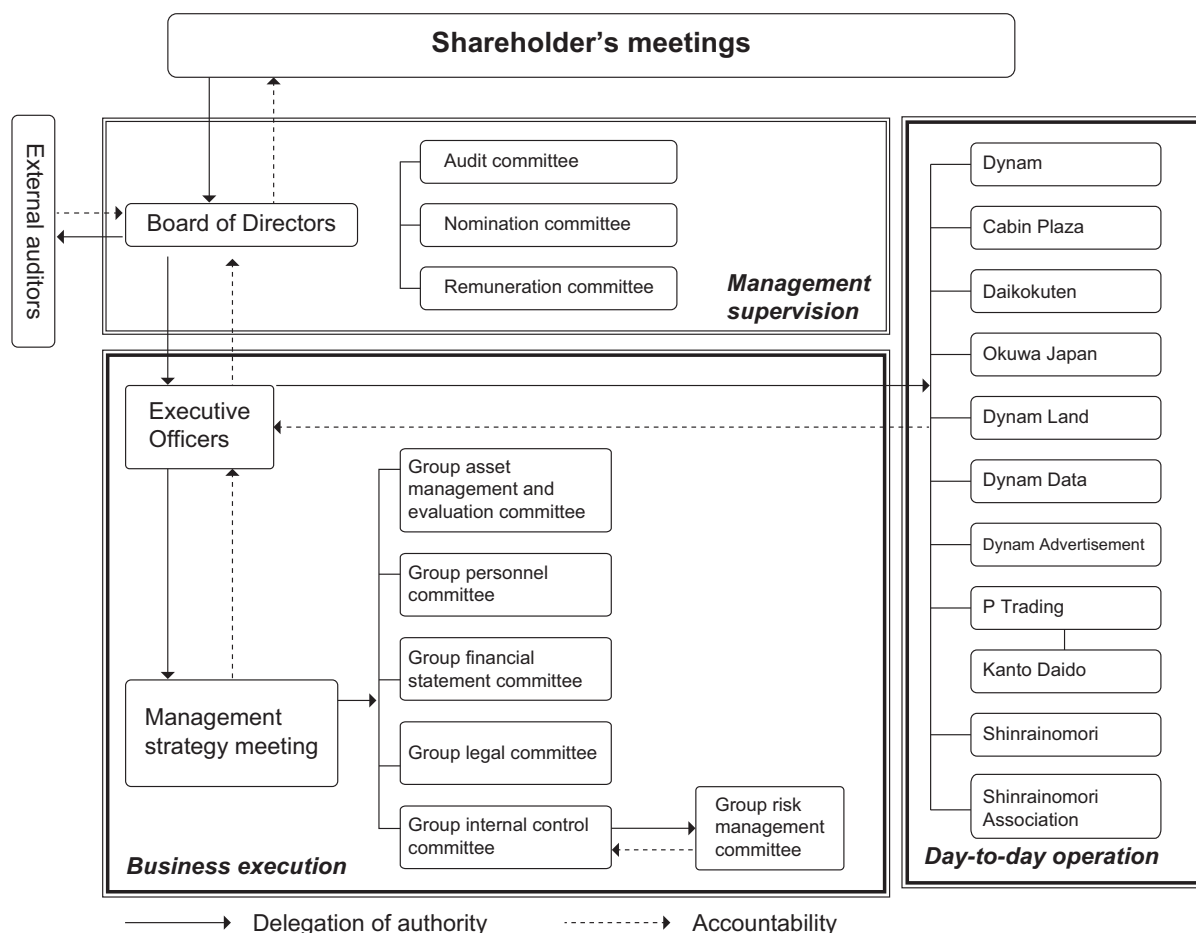 Shareholder’s meetings
External auditors
Board of Directors
Audit committee
Nomination committee
Remuneration committee
Management
supervision
Executive
Officers
Management
strategy meeting
Group asset
management and
evaluation committee
Group personnel
committee
Group financial
statement committee
Group legal committee
Group internal control
committee
Group risk
management
committee
Business execution
Dynam
Cabin Plaza
Daikokuten
Okuwa Japan
Dynam Land
Dynam Data
Dynam Advertisement
P Trading
Kanto Daido
Shinrainomori
Shinrainomori
Association
Day-to-day operation
Delegation of authority
Accountability